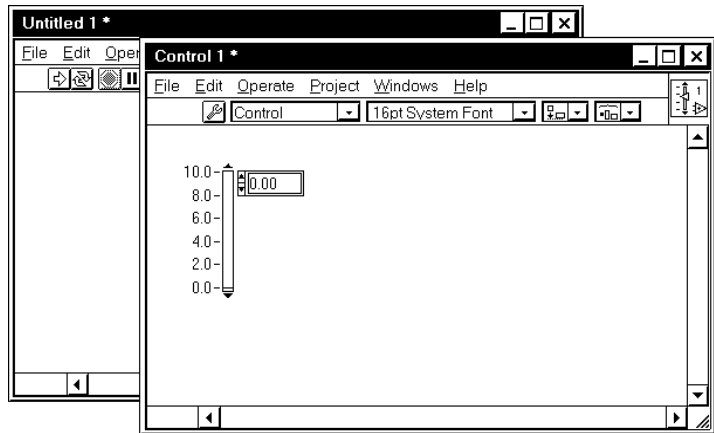 Untitled 1 *
File Edit Oper
Control 1 *
File Edit Operate Project Windows Help
Control 16pt System Font
1
10.0
0.00
8.0
6.0
4.0
2.0
0.0